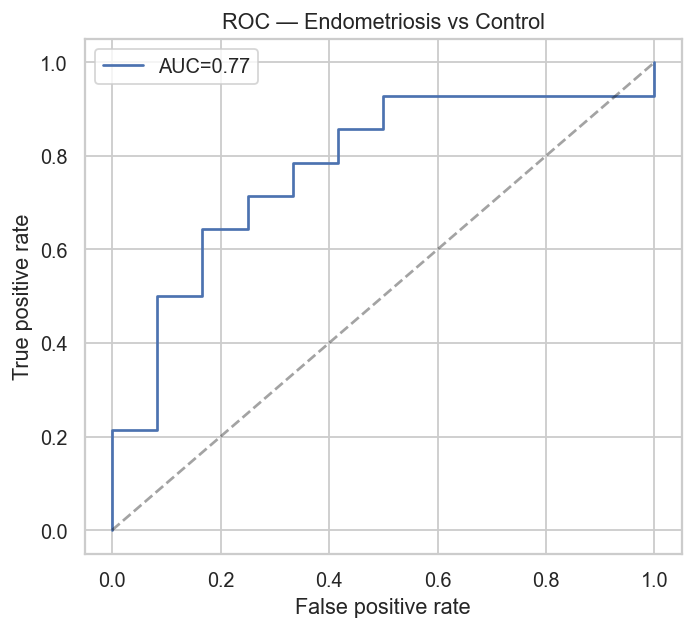 ROC — Endometriosis vs Control
AUC=0.77
True positive rate
1.0
0.8
0.6
0.4
0.2
0.0
0.0 0.2 0.4 0.6 0.8 1.0
False positive rate